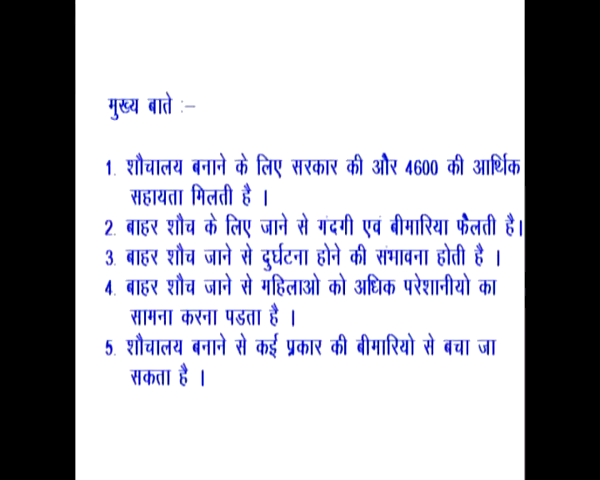 मुख्य बाते :–
1. शौचालय बनाने के लिए सरकार की और 4600 की आर्थिक
सहायता मिलती है ।
2. बाहर शौच के लिए जाने से गंदगी एवं बीमारिया फैलती है।
3. बाहर शौच जाने से दुर्घटना होने की संभावना होती है ।
4. बाहर शौच जाने से महिलाओ को अधिक परेशानीयो का
सामना करना पडता है ।
5. शौचालय बनाने से कई प्रकार की बीमारियो से बचा जा
सकता है ।